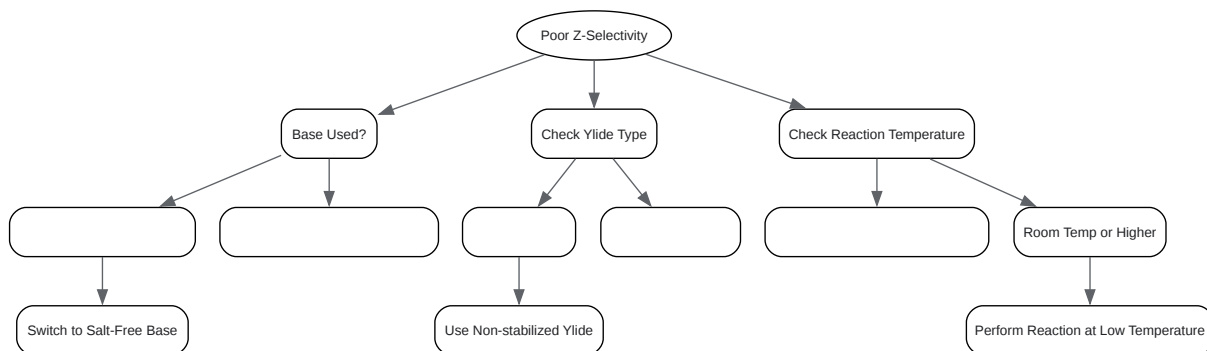 Poor Z-Selectivity
Base Used?
Check Ylide Type
Check Reaction Temperature
Room Temp or Higher
Switch to Salt-Free Base
Use Non-stabilized Ylide
Perform Reaction at Low Temperature